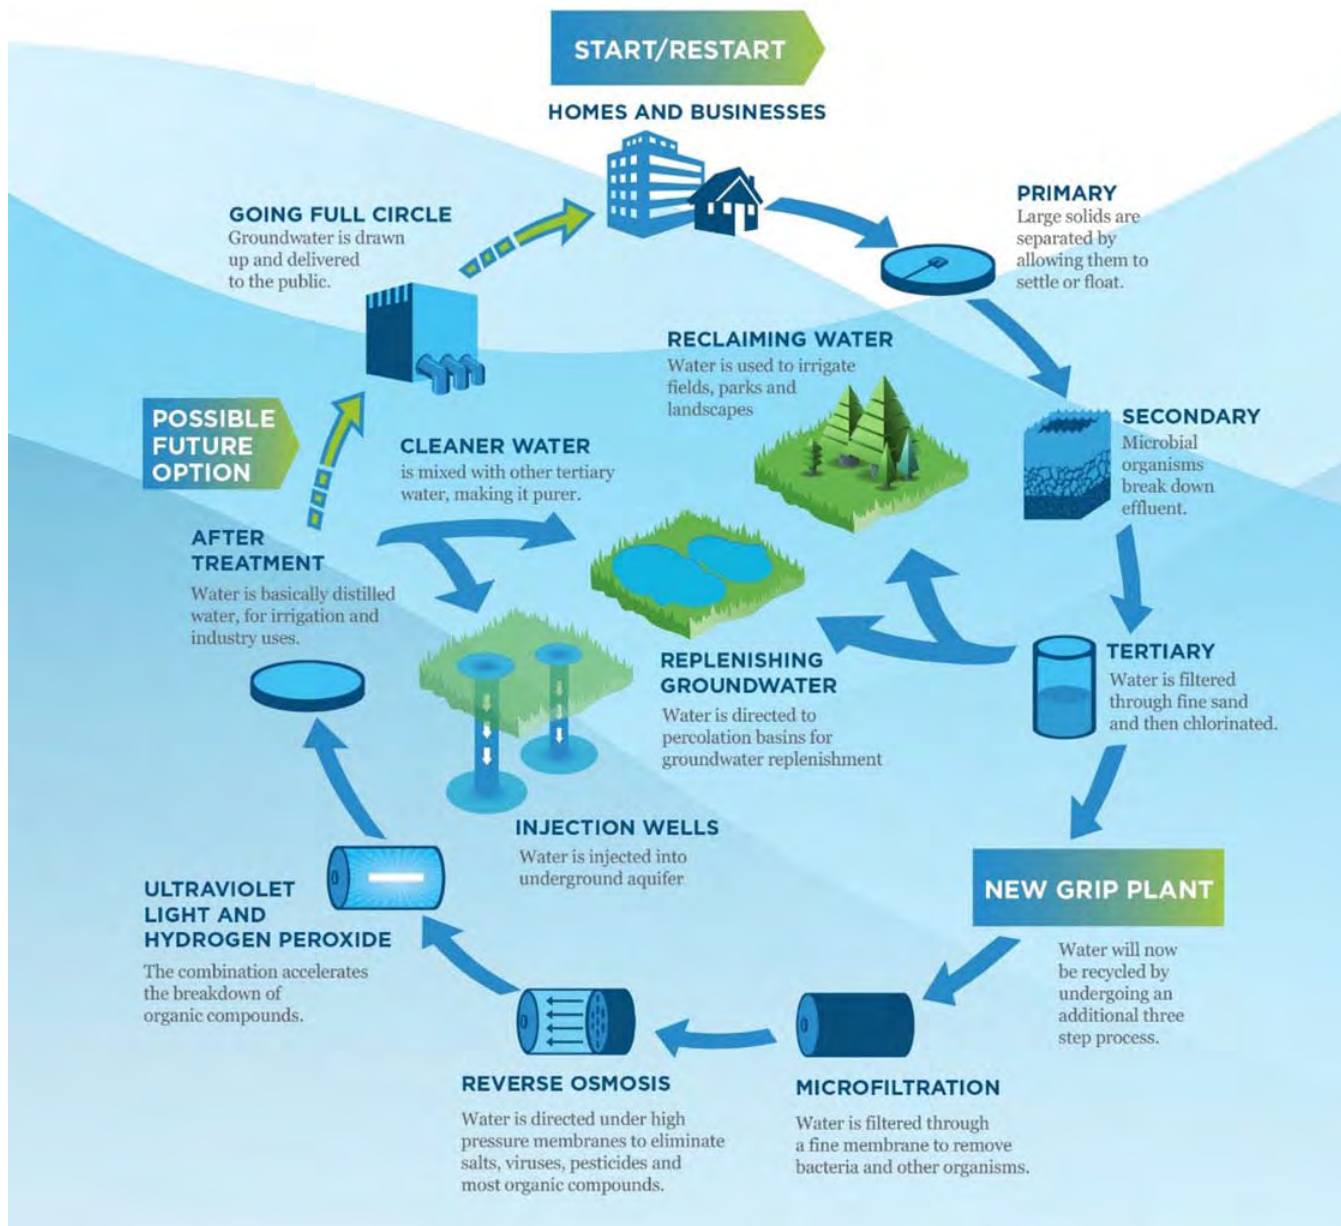 START/RESTART
HOMES AND BUSINESSES
PRIMARY
Large solids are
separated by
allowing them to
settle or float.
SECONDARY
Microbial
organisms
break down
effluent.
TERTIARY
Water is filtered
through fine sand
and then chlorinated.
RECLAIMING WATER
Water is used to irrigate
fields, parks and
landscapes
REPLENISHING
GROUNDWATER
Water is directed to
percolation basins for
groundwater replenishment
NEW GRIP PLANT
Water will now
be recycled by
undergoing an
additional three
step process.
MICROFILTRATION
Water is filtered through
a fine membrane to remove
bacteria and other organisms.
REVERSE OSMOSIS
Water is directed under high
pressure membranes to eliminate
salts, viruses, pesticides and
most organic compounds.
ULTRAVIOLET
LIGHT AND
HYDROGEN PEROXIDE
The combination accelerates
the breakdown of
organic compounds.
AFTER
TREATMENT
Water is basically distilled
water, for irrigation and
industry uses.
CLEANER WATER
is mixed with other tertiary
water, making it purer.
INJECTION WELLS
Water is injected into
underground aquifer
POSSIBLE
FUTURE
OPTION
GOING FULL CIRCLE
Groundwater is drawn
up and delivered
to the public.